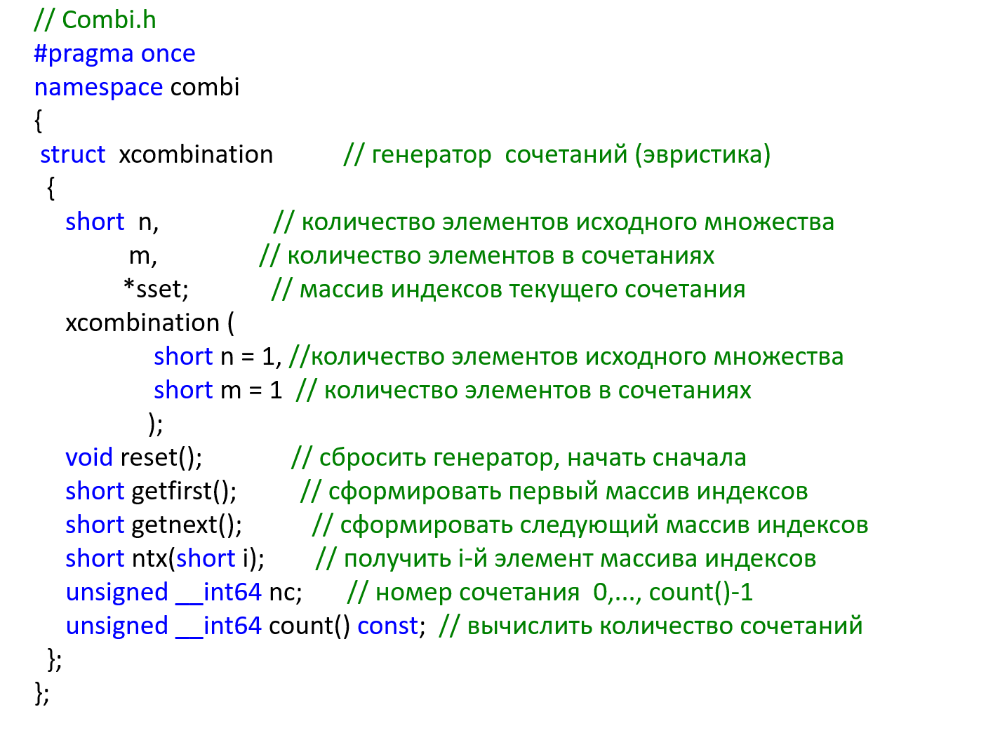 // Combi.h
#pragma once
namespace combi
{
struct xcombination // генератор сочетаний (эвристика)
{
short n, // количество элементов исходного множества
m, // количество элементов в сочетаниях
*sset; // массив индексов текущего сочетания
xcombination (
short n = 1, //количество элементов исходного множества
short m = 1 // количество элементов в сочетаниях
);
void reset(); // сбросить генератор, начать сначала
short getfirst(); // сформировать первый массив индексов
short getnext(); // сформировать следующий массив индексов
short ntx(short i); // получить i-й элемент массива индексов
unsigned __int64 nc; // номер сочетания 0,..., count()-1
unsigned __int64 count() const; // вычислить количество сочетаний
};
};